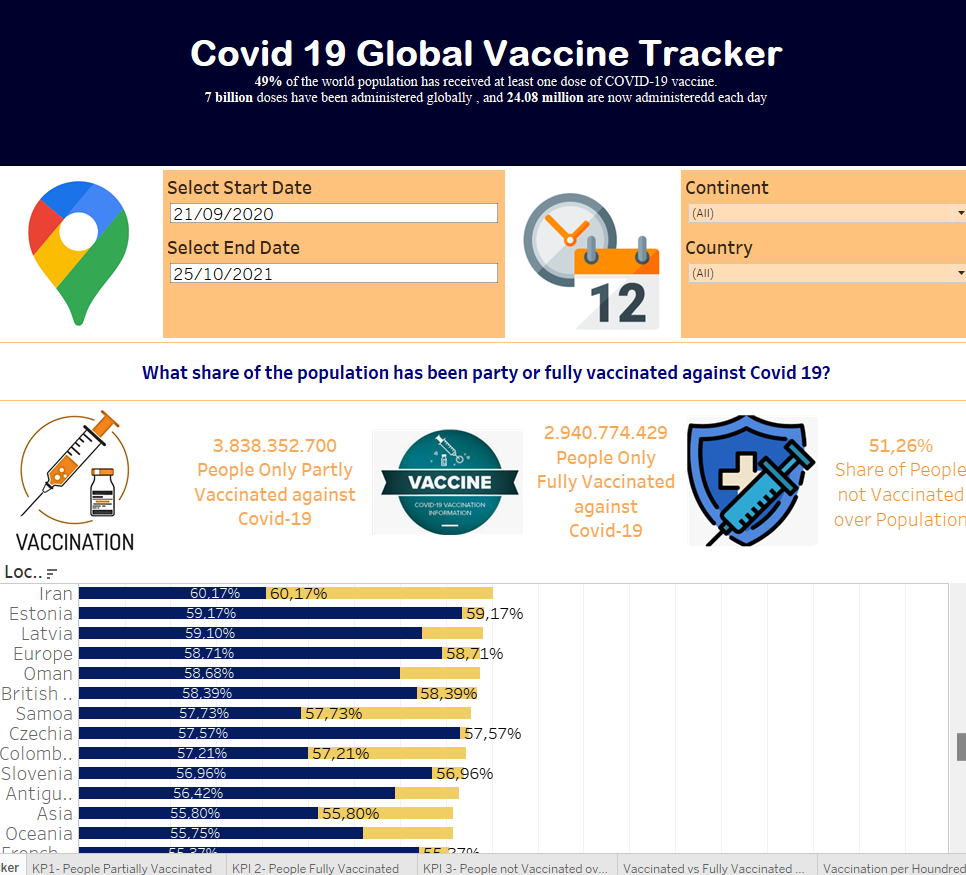 Covid 19 Global Vaccine Tracker
49% of the world population has received at least one dose of COVID-19 vaccine.
7 billion doses have been administered globally , and 24.08 million are now administeredd each day
Select Start Date
21/09/2020
Select End Date
25/10/2021
12
Continent
(All)
Country
(All)
What share of the population has been party or fully vaccinated against Covid 19?
VACCINATION
3.838.352.700
People Only Partly
Vaccinated against
Covid-19
VACCINE
COVID-19 VACCINATION
INFORMATION
2.940.774.429
People Only
Fully Vaccinated
against
Covid-19
51,26%
Share of People
not Vaccinated
over Population
Loc..
Iran 60,17% 60,17%
Estonia 59,17% 59,17%
Latvia 59,10%
Europe 58,71% 58,71%
Oman 58,68%
British .. 58,39% 58,39%
Samoa 57,73% 57,73%
Czechia 57,57% 57,57%
Colomb.. 57,21% 57,21%
Slovenia 56,96% 56,96%
Antigu.. 56,42%
Asia 55,80% 55,80%
Oceania 55,75%
French .. 55,37% 55,37%
cker KP1- People Partially Vaccinated KPI 2- People Fully Vaccinated KPI 3- People not Vaccinated ov... Vaccinated vs Fully Vaccinated ... Vaccination per Houndred